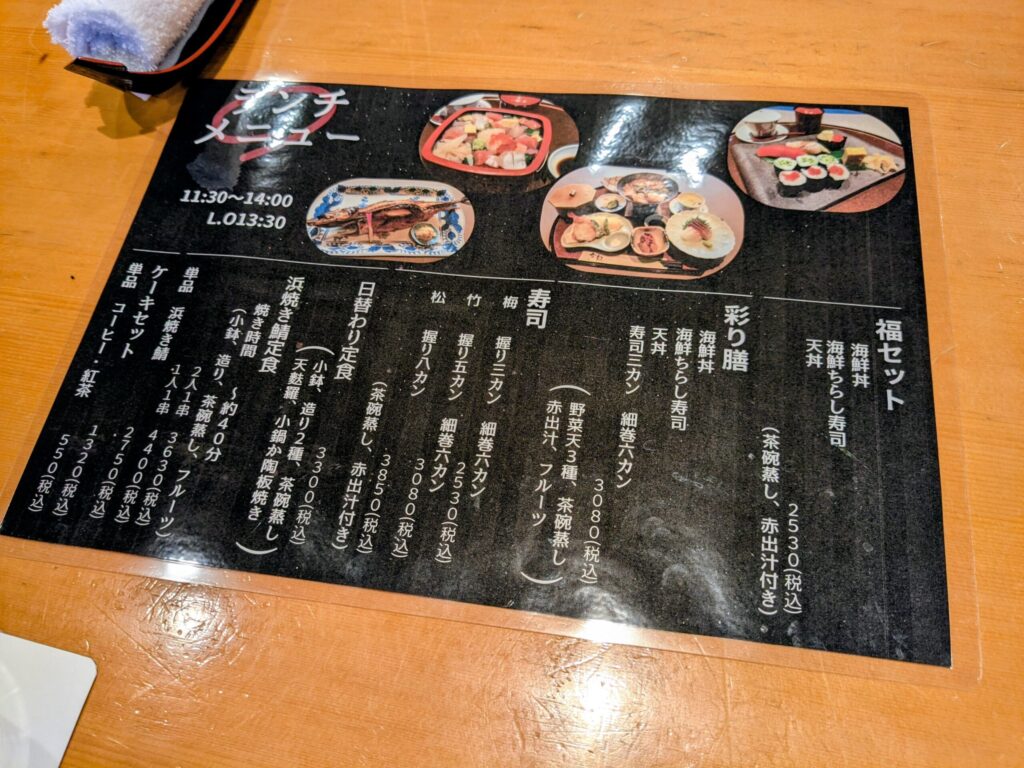 ランチ
メニュー
11:30〜14:00
L.O13:30
福セット
海鮮丼
海鮮ちらし寿司
天丼
2530(税込)
(茶碗蒸し、赤出汁付き)
彩り膳
海鮮丼
海鮮ちらし寿司
天丼
寿司三カン 細巻六カン
3080(税込)
(野菜天3種、茶碗蒸し
赤出汁、フルーツ)
寿司
梅 握り三カン 細巻六カン
2530(税込)
竹 握り五カン 細巻六カン
3080(税込)
松 握り八カン
3850(税込)
(茶碗蒸し、赤出汁付き)
日替わり定食
3300(税込)
(小鉢、造り2種、茶碗蒸し
天麩羅、小鍋か陶板焼き)
浜焼き鯖定食
焼き時間 〜約40分
(小鉢、造り、茶碗蒸し、フルーツ)
2人1串 3630(税込)
1人1串 4400(税込)
単品 浜焼き鯖 2750(税込)
ケーキセット 1320(税込)
単品 コーヒー・紅茶 550(税込)